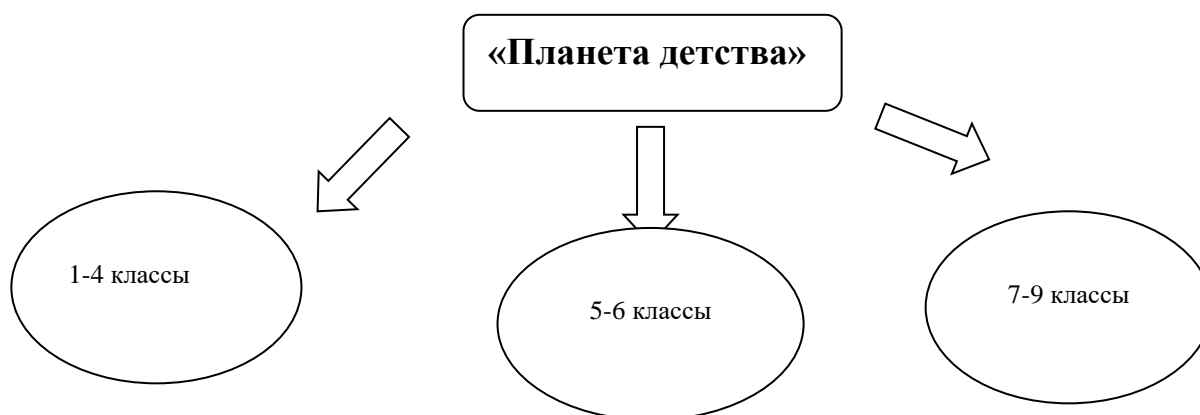 «Планета детства»
1-4 классы
5-6 классы
7-9 классы